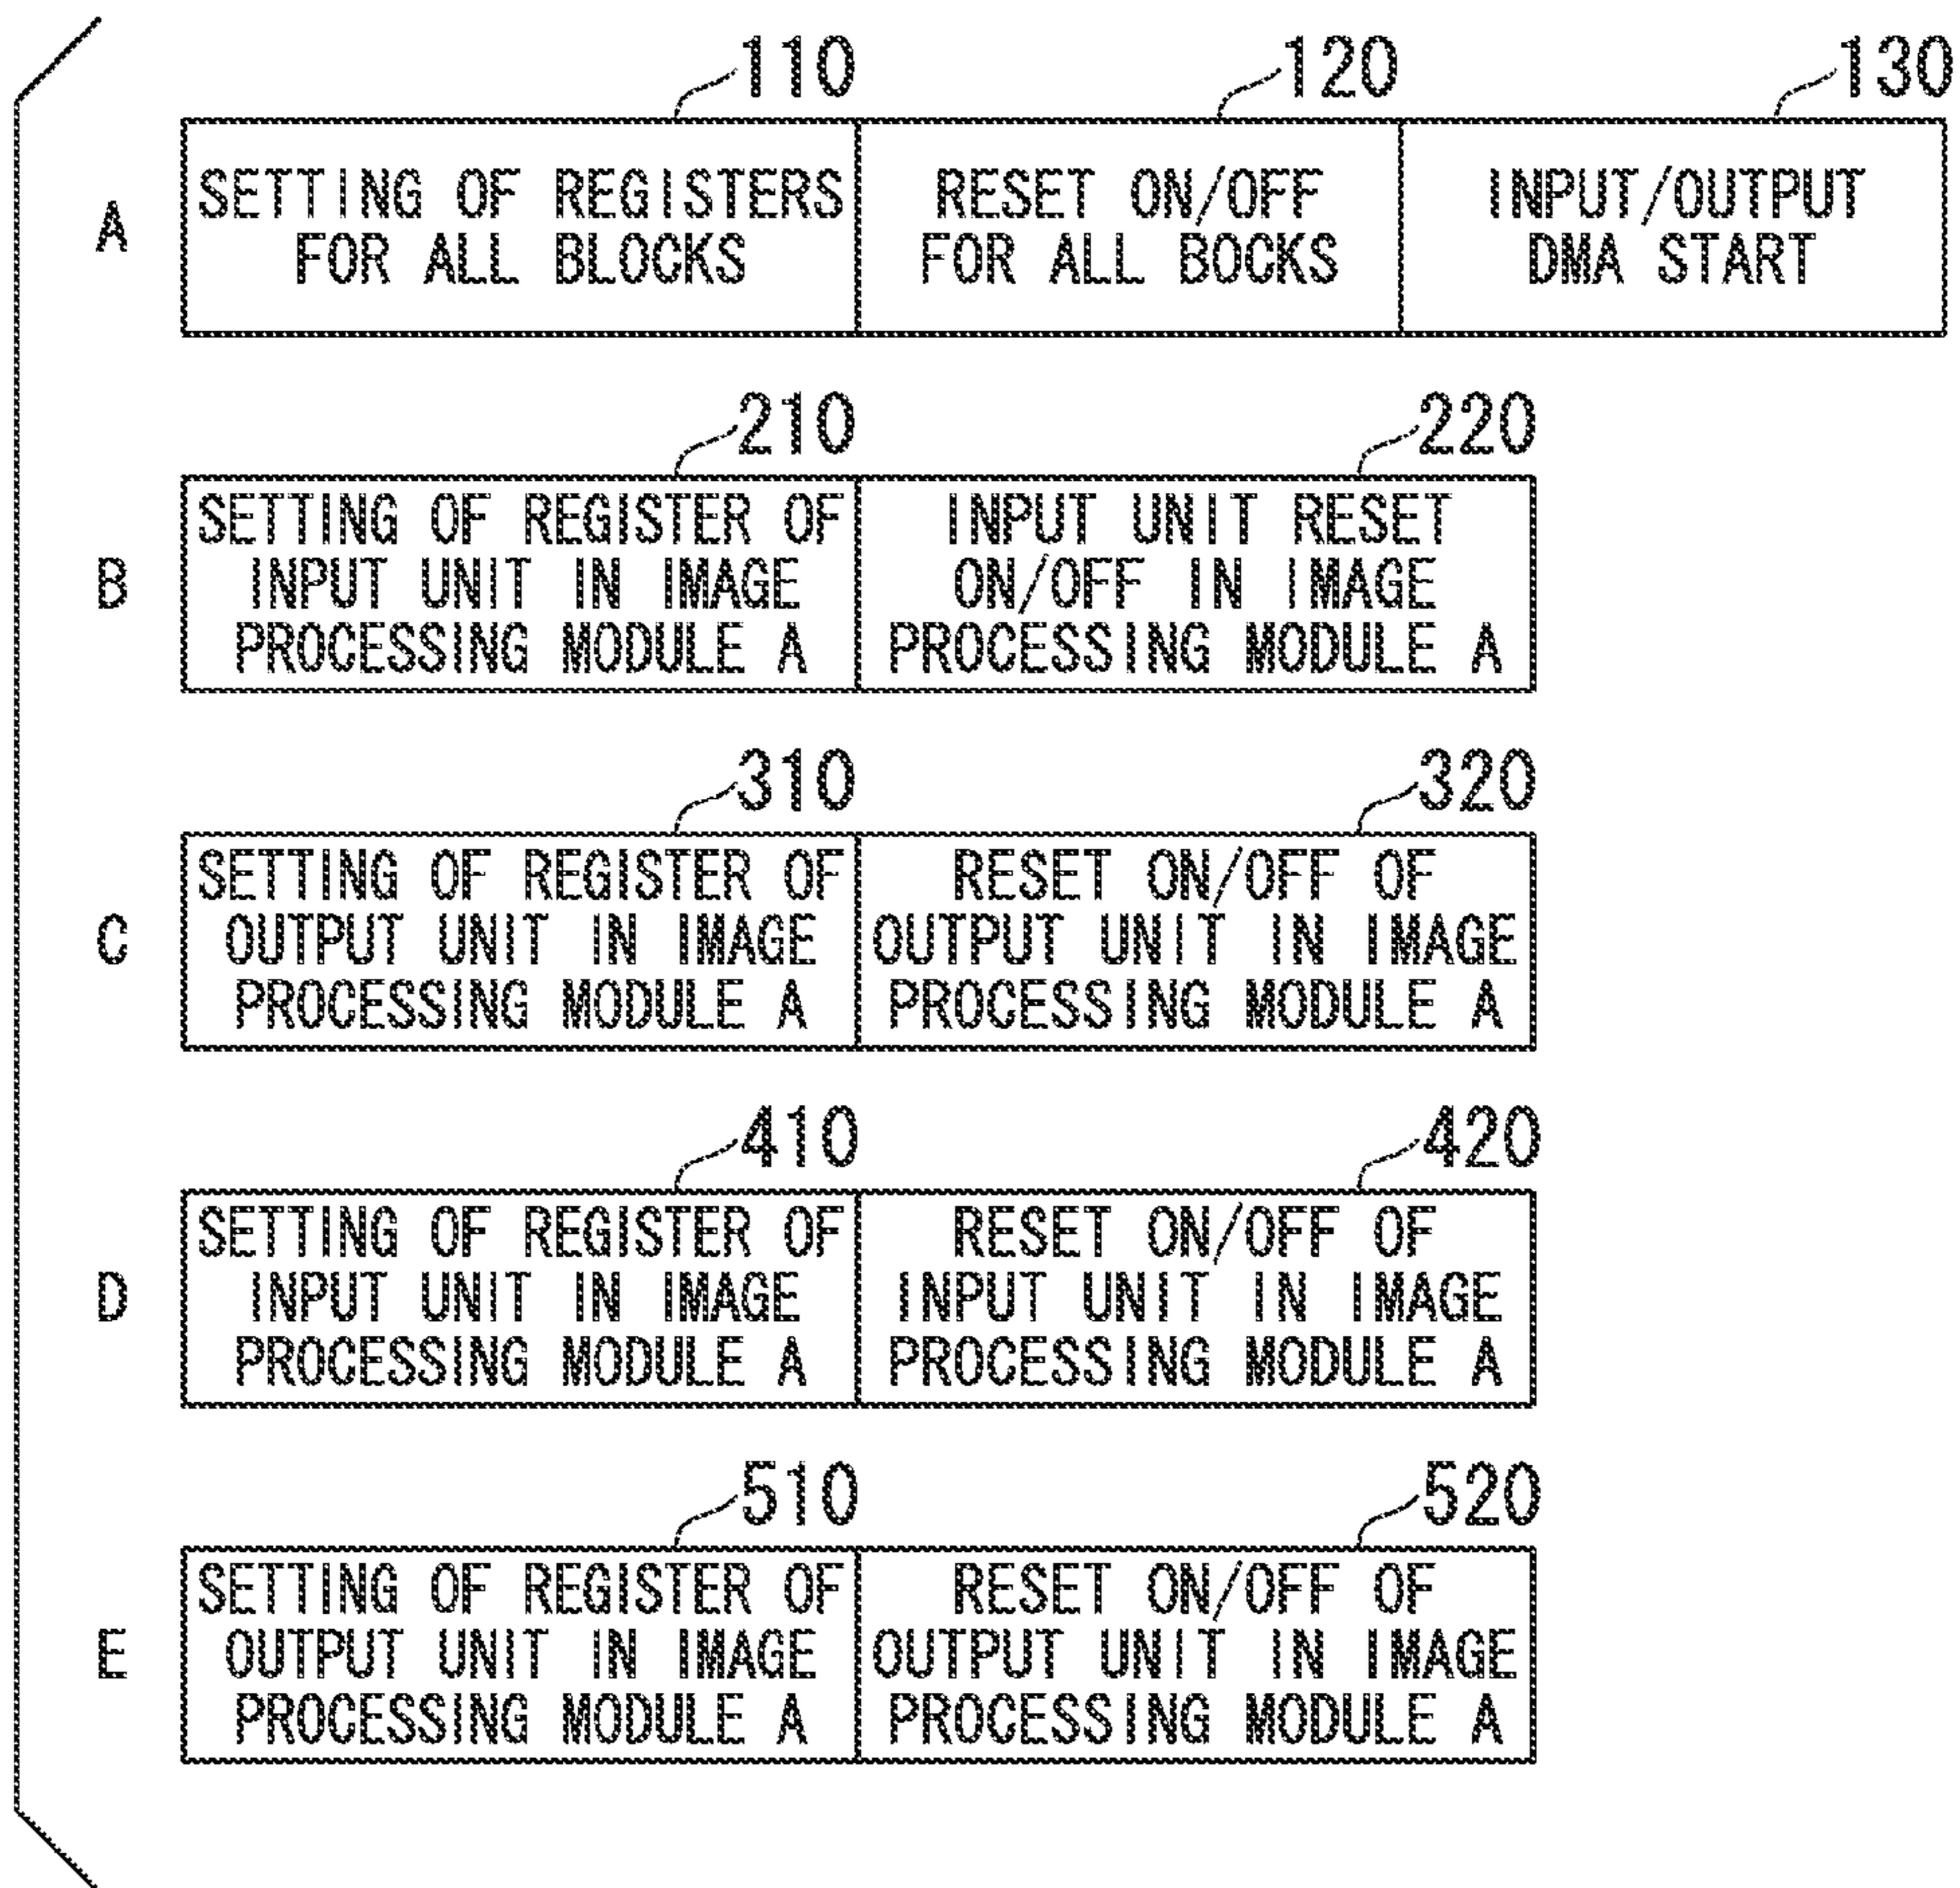 110 120 130
A
SETTING OF REGISTERS
FOR ALL BLOCKS
RESET ON/OFF
FOR ALL BOCKS
INPUT/OUTPUT
DMA START
210 220
B
SETTING OF REGISTER OF
INPUT UNIT IN IMAGE
PROCESSING MODULE A
INPUT UNIT RESET
ON/OFF IN IMAGE
PROCESSING MODULE A
310 320
C
SETTING OF REGISTER OF
OUTPUT UNIT IN IMAGE
PROCESSING MODULE A
RESET ON/OFF OF
OUTPUT UNIT IN IMAGE
PROCESSING MODULE A
410 420
D
SETTING OF REGISTER OF
INPUT UNIT IN IMAGE
PROCESSING MODULE A
RESET ON/OFF OF
INPUT UNIT IN IMAGE
PROCESSING MODULE A
510 520
E
SETTING OF REGISTER OF
OUTPUT UNIT IN IMAGE
PROCESSING MODULE A
RESET ON/OFF OF
OUTPUT UNIT IN IMAGE
PROCESSING MODULE A